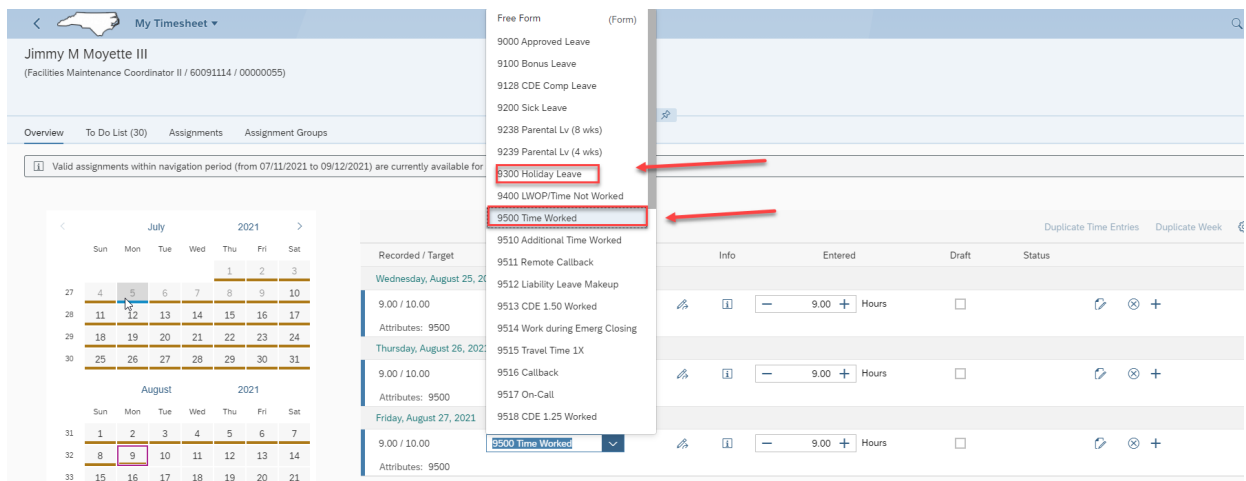 My Timesheet
Jimmy M Moyette III
(Facilities Maintenance Coordinator II / 60091114 / 00000055)
Overview To Do List (30) Assignments Assignment Groups
Valid assignments within navigation period (from 07/11/2021 to 09/12/2021) are currently available for
Free Form (Form)
9000 Approved Leave
9100 Bonus Leave
9128 CDE Comp Leave
9200 Sick Leave
9238 Parental Lv (8 wks)
9239 Parental Lv (4 wks)
9300 Holiday Leave
9400 LWOP/Time Not Worked
9500 Time Worked
9510 Additional Time Worked
9511 Remote Callback
9512 Liability Leave Makeup
9513 CDE 1.50 Worked
9514 Work during Emerg Closing
9515 Travel Time 1X
9516 Callback
9517 On-Call
9518 CDE 1.25 Worked
July 2021
Sun Mon Tue Wed Thu Fri Sat
1 2 3
27 4 5 6 7 8 9 10
28 11 12 13 14 15 16 17
29 18 19 20 21 22 23 24
30 25 26 27 28 29 30 31
August 2021
Sun Mon Tue Wed Thu Fri Sat
31 1 2 3 4 5 6 7
32 8 9 10 11 12 13 14
33 15 16 17 18 19 20 21
Duplicate Time Entries Duplicate Week
Recorded / Target Info Entered Draft Status
Wednesday, August 25, 20
9.00 / 10.00 9.00 Hours
Attributes: 9500
Thursday, August 26, 202
9.00 / 10.00 9.00 Hours
Attributes: 9500
Friday, August 27, 2021
9.00 / 10.00 9500 Time Worked 9.00 Hours
Attributes: 9500